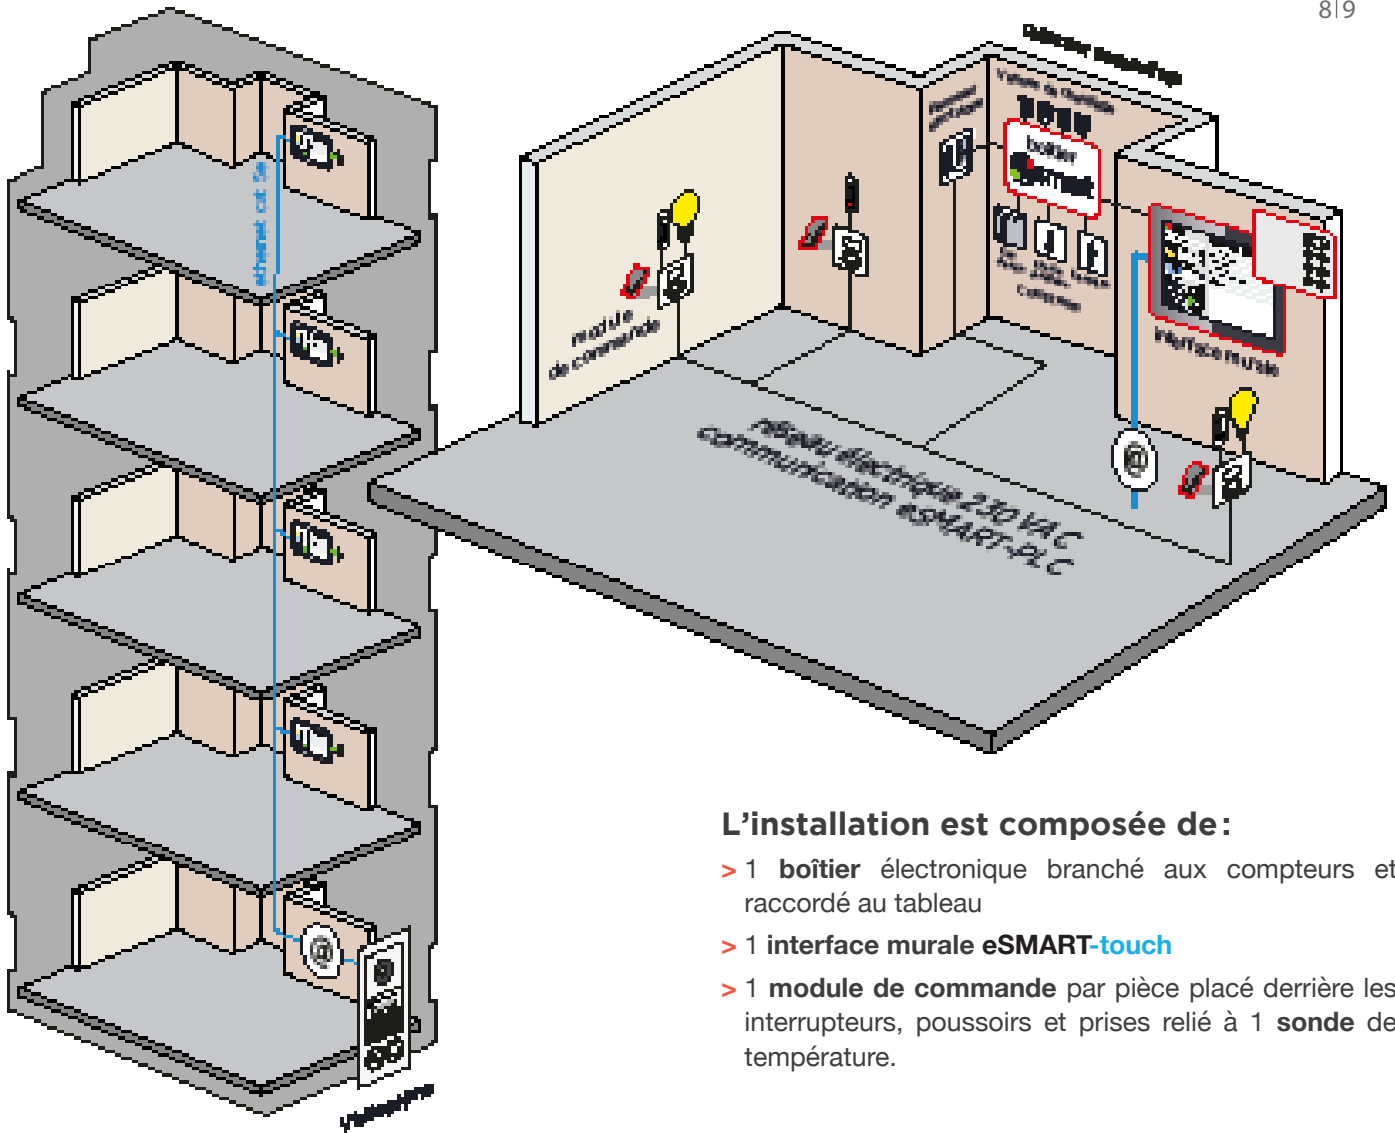 8|9
ethernet cat 5e
boîtier
module
de commande
interface murale
réseau électrique 230 VAC
communication eSMART-PLC
L’installation est composée de :
> 1 boîtier électronique branché aux compteurs et
raccordé au tableau
> 1 interface murale eSMART-touch
> 1 module de commande par pièce placé derrière les
interrupteurs, poussoirs et prises relié à 1 sonde de
température.